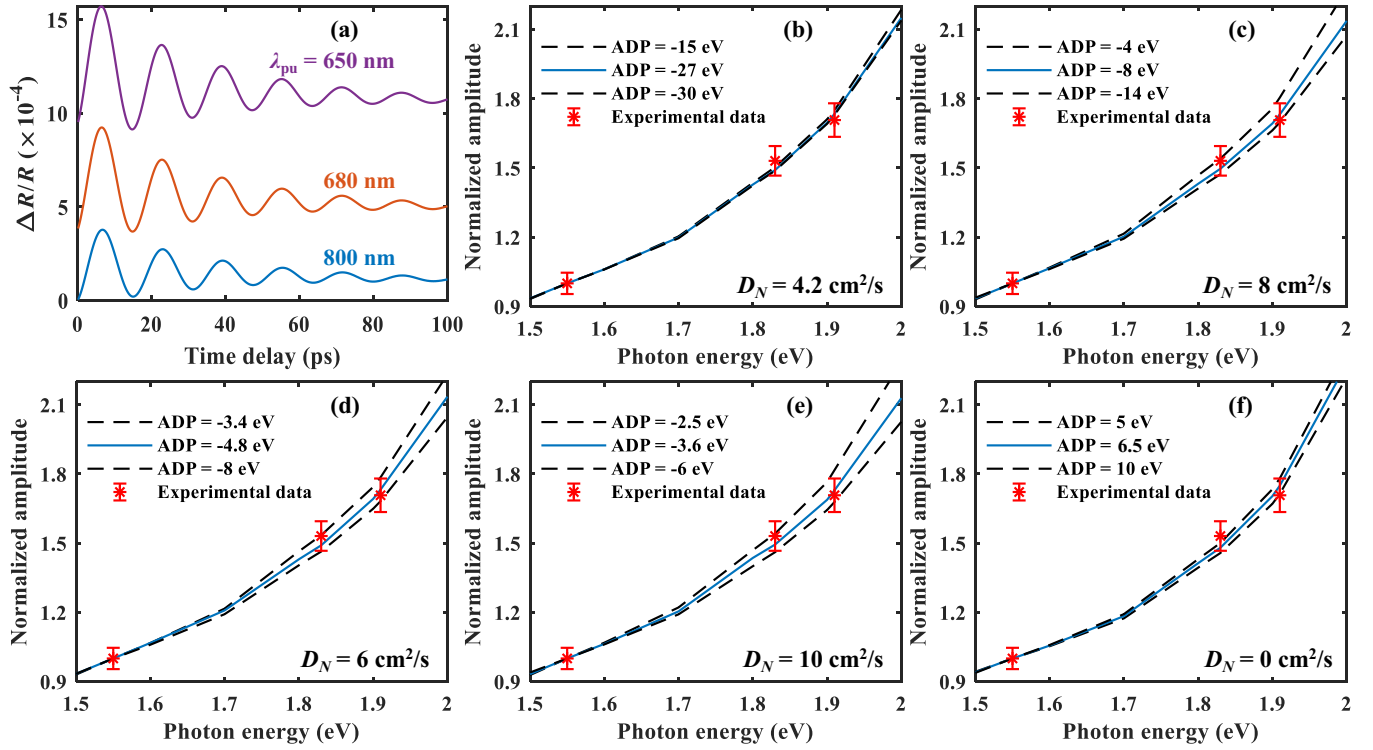 (a)
λpu = 650 nm
680 nm
800 nm
15
10
5
0
ΔR/R (×10-4)
0 20 40 60 80 100
Time delay (ps)
(b)
ADP = -15 eV
ADP = -27 eV
ADP = -30 eV
Experimental data
DN = 4.2 cm2/s
2.1
1.8
1.5
1.2
0.9
Normalized amplitude
1.5 1.6 1.7 1.8 1.9 2
Photon energy (eV)
(c)
ADP = -4 eV
ADP = -8 eV
ADP = -14 eV
Experimental data
DN = 8 cm2/s
2.1
1.8
1.5
1.2
0.9
Normalized amplitude
1.5 1.6 1.7 1.8 1.9 2
Photon energy (eV)
(d)
ADP = -3.4 eV
ADP = -4.8 eV
ADP = -8 eV
Experimental data
DN = 6 cm2/s
2.1
1.8
1.5
1.2
0.9
Normalized amplitude
1.5 1.6 1.7 1.8 1.9 2
Photon energy (eV)
(e)
ADP = -2.5 eV
ADP = -3.6 eV
ADP = -6 eV
Experimental data
DN = 10 cm2/s
2.1
1.8
1.5
1.2
0.9
Normalized amplitude
1.5 1.6 1.7 1.8 1.9 2
Photon energy (eV)
(f)
ADP = 5 eV
ADP = 6.5 eV
ADP = 10 eV
Experimental data
DN = 0 cm2/s
2.1
1.8
1.5
1.2
0.9
Normalized amplitude
1.5 1.6 1.7 1.8 1.9 2
Photon energy (eV)